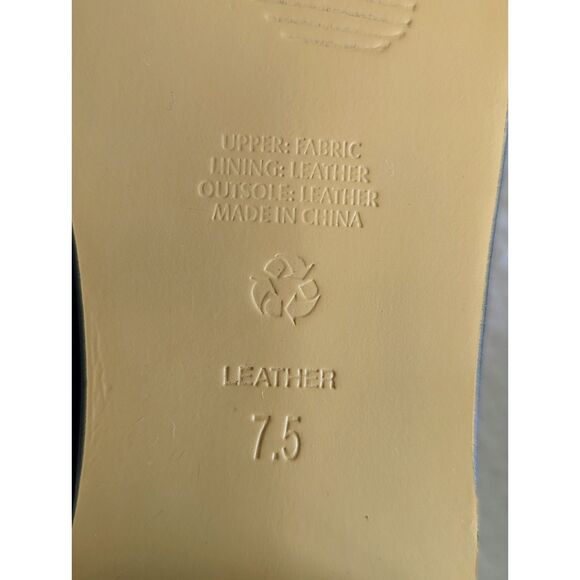 UPPER: FABRIC
LINING: LEATHER
OUTSOLE: LEATHER
MADE IN CHINA
LEATHER
7.5